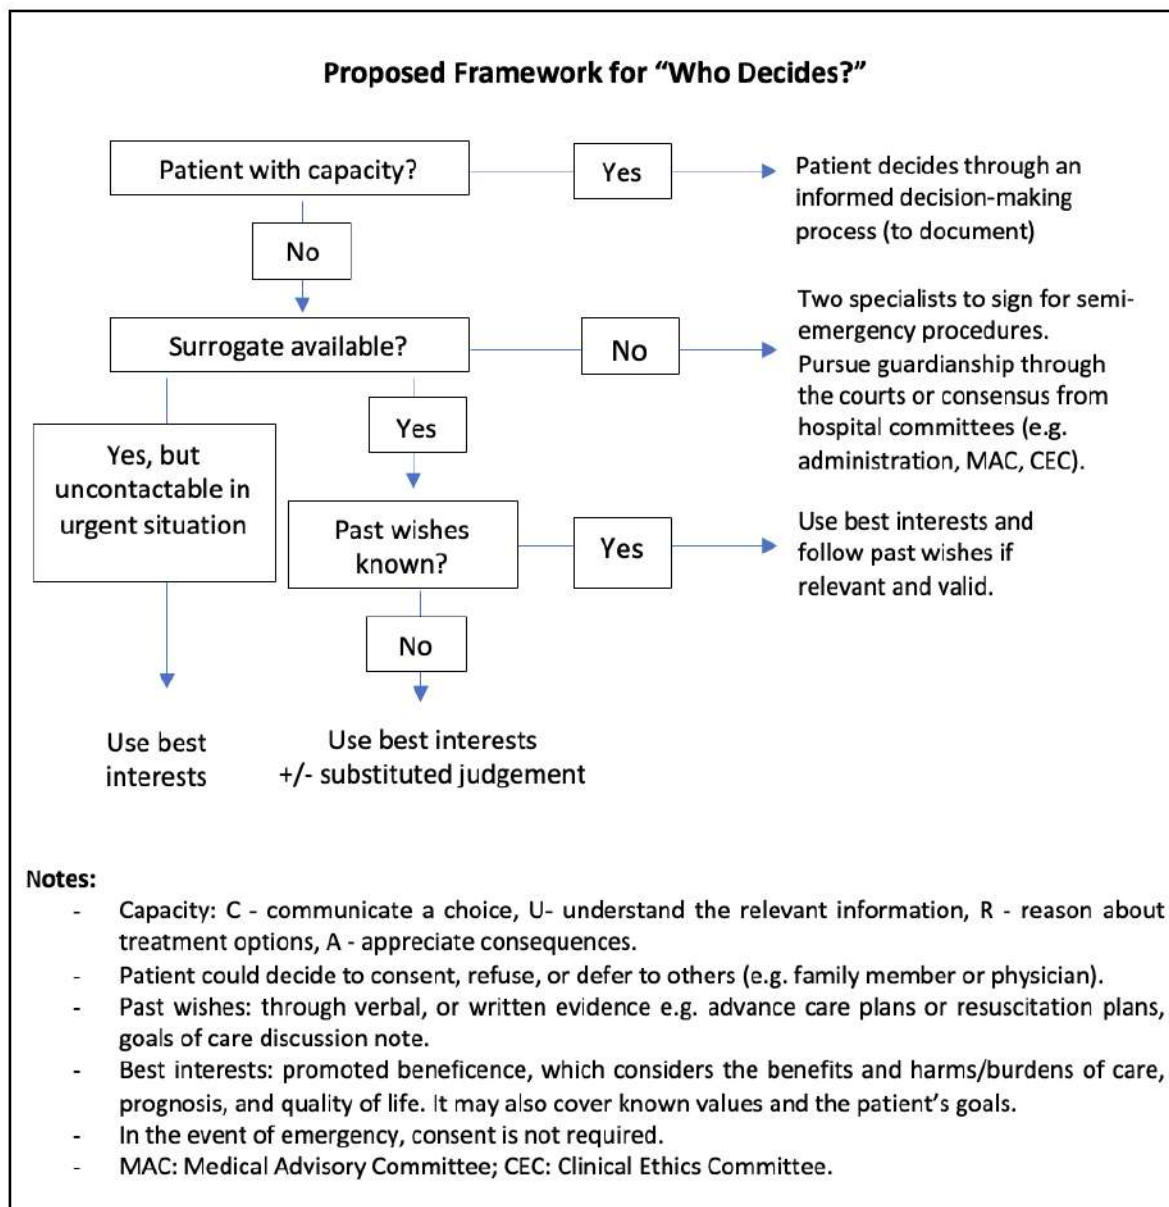 Proposed Framework for “Who Decides?”
Patient with capacity?
Yes
Patient decides through an
informed decision-making
process (to document)
No
Surrogate available?
No
Two specialists to sign for semi-
emergency procedures.
Pursue guardianship through
the courts or consensus from
hospital committees (e.g.
administration, MAC, CEC).
Yes, but
uncontactable in
urgent situation
Yes
Past wishes
known?
Yes
Use best interests and
follow past wishes if
relevant and valid.
No
Use best
interests
Use best interests
+/- substituted judgement
Notes:
- Capacity: C - communicate a choice, U- understand the relevant information, R - reason about
treatment options, A - appreciate consequences.
- Patient could decide to consent, refuse, or defer to others (e.g. family member or physician).
- Past wishes: through verbal, or written evidence e.g. advance care plans or resuscitation plans,
goals of care discussion note.
- Best interests: promoted beneficence, which considers the benefits and harms/burdens of care,
prognosis, and quality of life. It may also cover known values and the patient’s goals.
- In the event of emergency, consent is not required.
- MAC: Medical Advisory Committee; CEC: Clinical Ethics Committee.